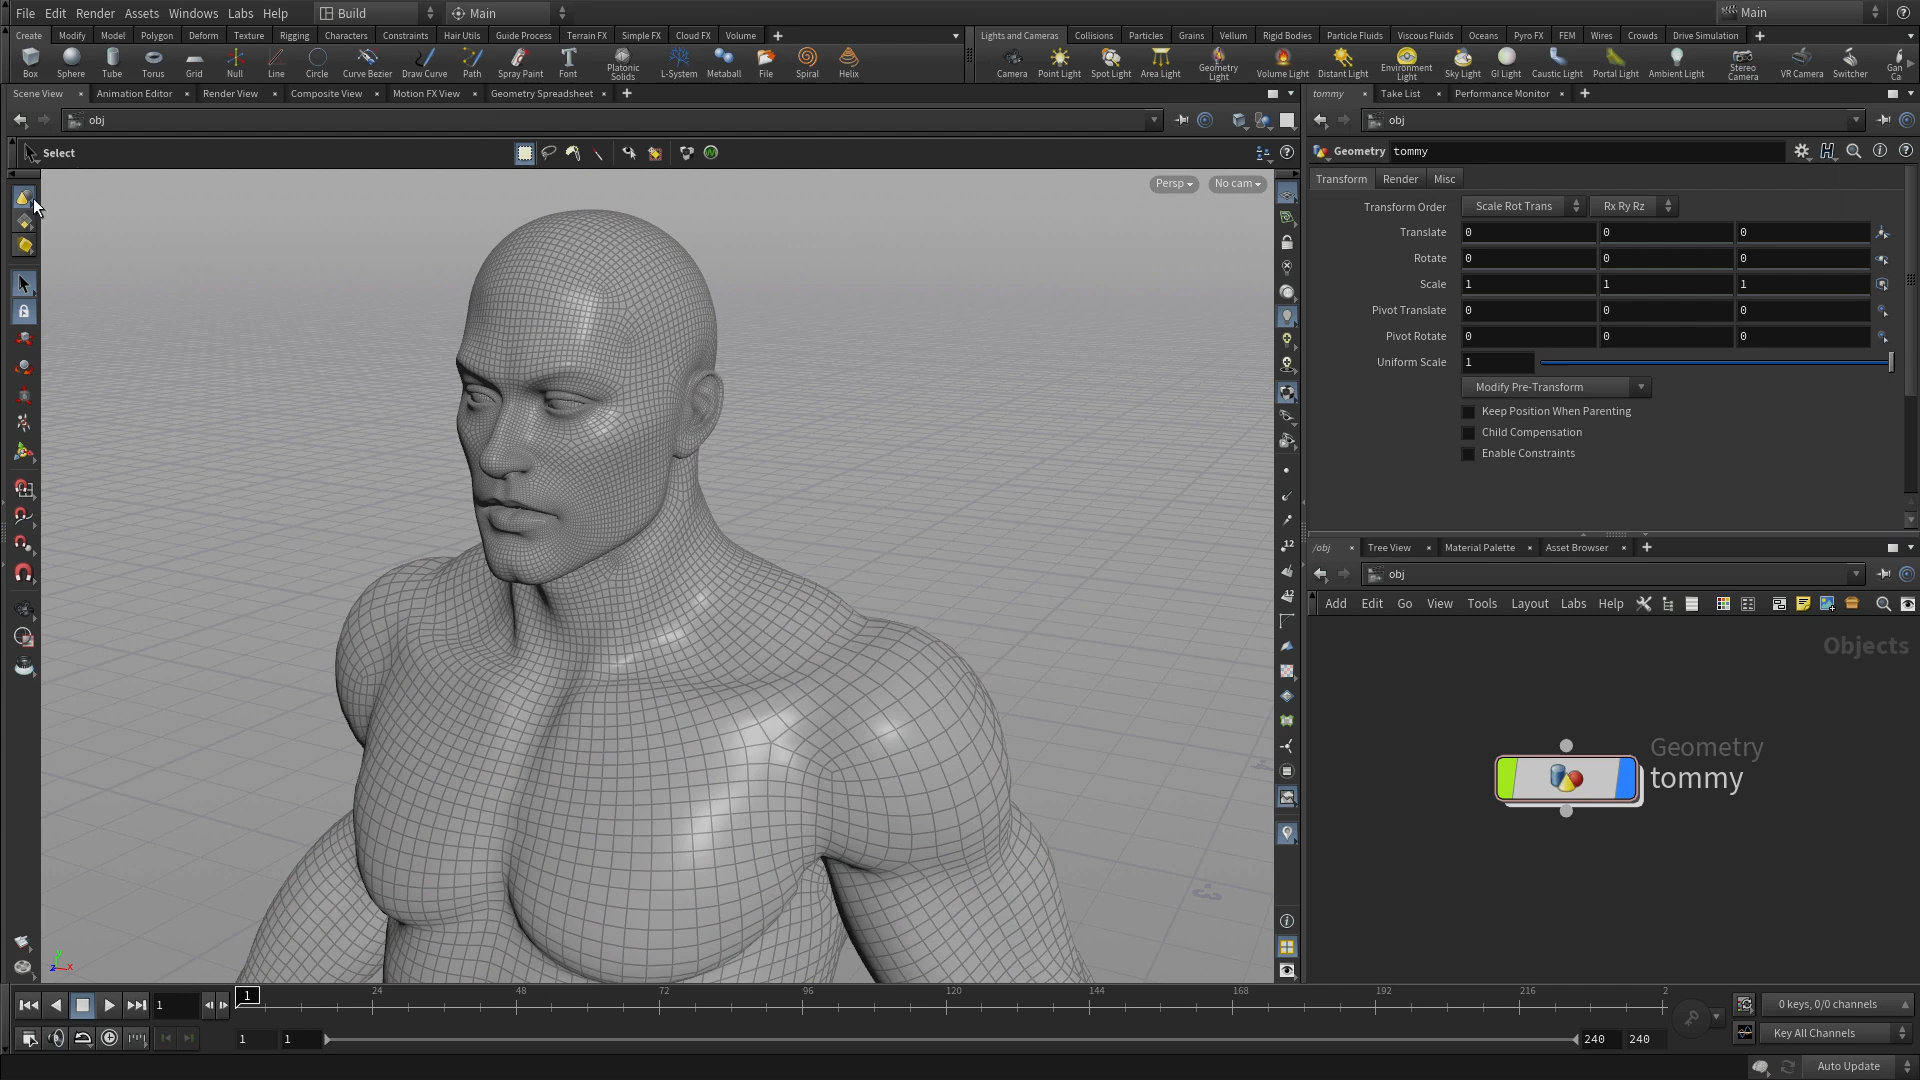 File Edit Render Assets Windows Labs Help Build Main Main
Create Modify Model Polygon Deform Texture Rigging Characters Constraints Hair Utils Guide Process Terrain FX Simple FX Cloud FX Volume
Lights and Cameras Collisions Particles Grains Vellum Rigid Bodies Particle Fluids Viscous Fluids Oceans Pyro FX FEM Wires Crowds Drive Simulation
Box Sphere Tube Torus Grid Null Line Circle Curve Bezier Draw Curve Path Spray Paint Font Platonic Solids L-System Metaball File Spiral Helix
Camera Point Light Spot Light Area Light Geometry Light Volume Light Distant Light Environment Light Sky Light GI Light Caustic Light Portal Light Ambient Light Stereo Camera VR Camera Switcher Gan Ca
Scene View Animation Editor Render View Composite View Motion FX View Geometry Spreadsheet
obj
Select
Persp No cam
12
12
tommy Take List Performance Monitor
obj
Geometry tommy
Transform Render Misc
Transform Order Scale Rot Trans Rx Ry Rz
Translate 0 0 0
Rotate 0 0 0
Scale 1 1 1
Pivot Translate 0 0 0
Pivot Rotate 0 0 0
Uniform Scale 1
Modify Pre-Transform
Keep Position When Parenting
Child Compensation
Enable Constraints
/obj Tree View Material Palette Asset Browser
obj
Add Edit Go View Tools Layout Labs Help
Objects
Geometry
tommy
y
z x
1 1 24 48 72 96 120 144 168 192 216 2
0 keys, 0/0 channels
1 1 240 240
Key All Channels
Auto Update